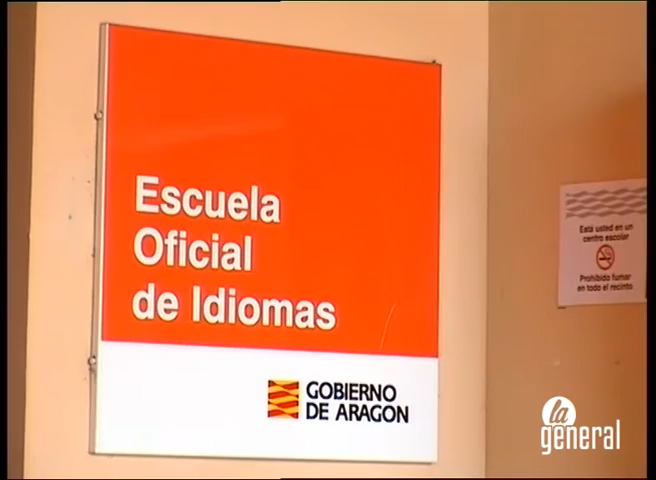 Escuela
Oficial
de Idiomas
GOBIERNO
DE ARAGON
Está usted en un
centro escolar
Prohibido fumar
en todo el recinto
la
general